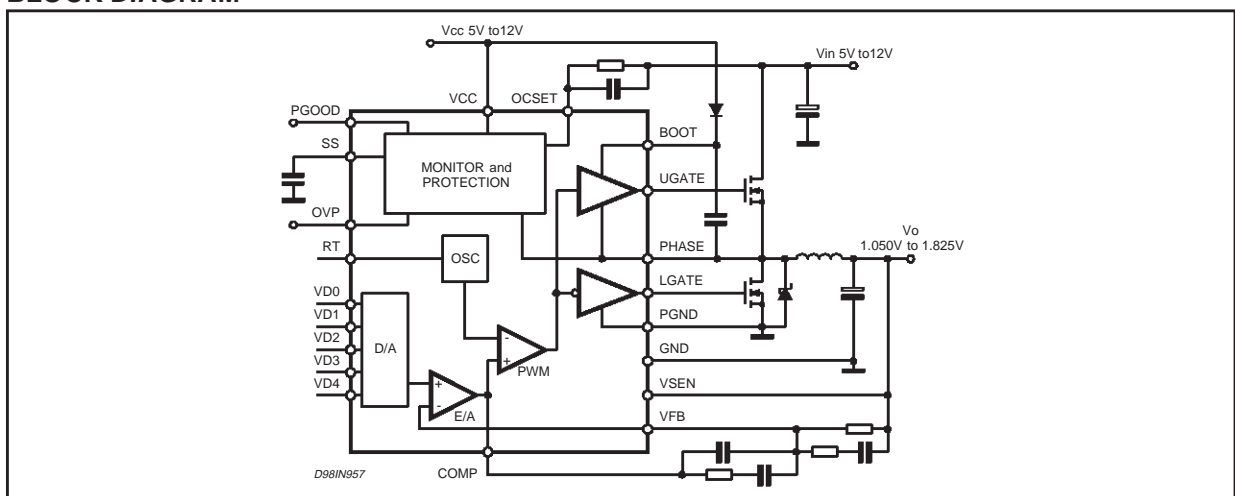 BLOCK DIAGRAM
Vcc 5V to12V
Vin 5V to12V
VCC
OCSET
PGOOD
SS
OVP
RT
VD0
VD1
VD2
VD3
VD4
MONITOR and
PROTECTION
BOOT
UGATE
PHASE
Vo
1.050V to 1.825V
OSC
LGATE
PGND
GND
D/A
-
+
PWM
+
-
E/A
VSEN
VFB
COMP
D98IN957